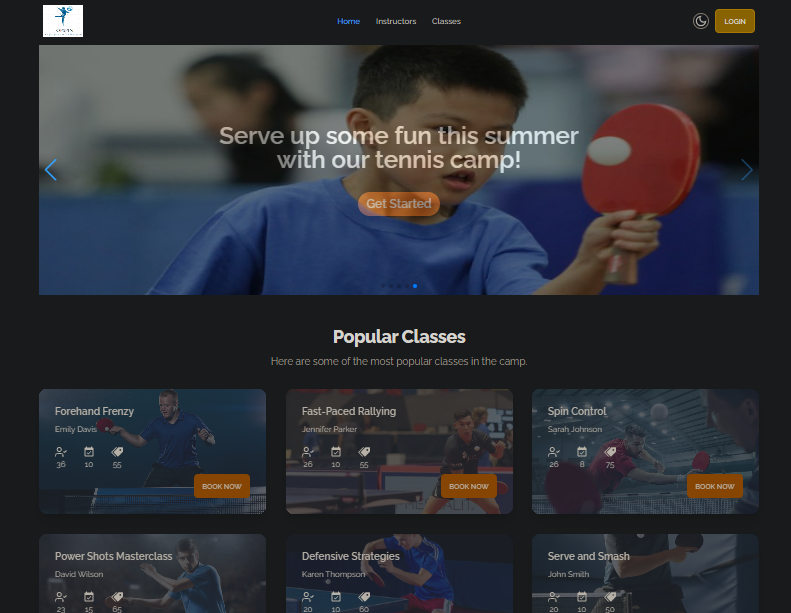 Home Instructors Classes LOGIN
Serve up some fun this summer
with our tennis camp!
Get Started
Popular Classes
Here are some of the most popular classes in the camp.
Forehand Frenzy
Emily Davis
36 10 55
BOOK NOW
Fast-Paced Rallying
Jennifer Parker
26 10 55
BOOK NOW
Spin Control
Sarah Johnson
26 8 75
BOOK NOW
Power Shots Masterclass
David Wilson
23 15 65
Defensive Strategies
Karen Thompson
20 10 60
Serve and Smash
John Smith
20 10 50